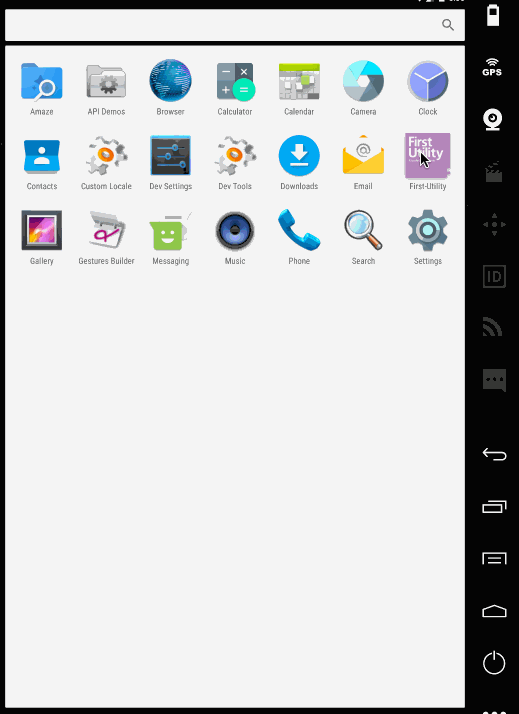 Amaze
API Demos
Browser
Calculator
Calendar
Camera
Clock
GPS
Contacts
Custom Locale
Dev Settings
Dev Tools
Downloads
Email
First
Utility
First-Utility
Gallery
Gestures Builder
Messaging
Music
Phone
Search
Settings
ID